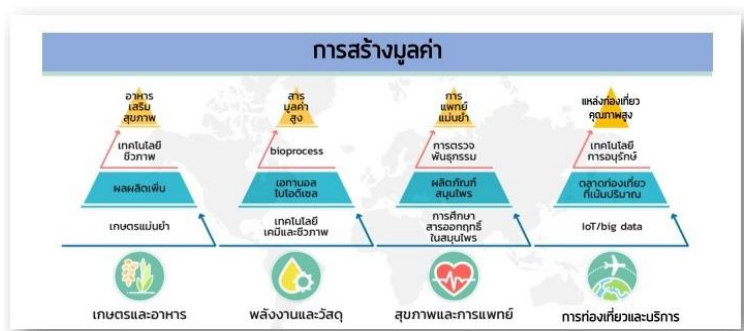 การสร้างมูลค่า
อาหาร
เสริม
สุขภาพ
เทคโนโลยี
ชีวภาพ
ผลผลิตเพิ่ม
เกษตรแม่นยำ
เกษตรและอาหาร
สาร
มูลค่า
สูง
bioprocess
เอทานอล
ไบโอดีเซล
เทคโนโลยี
เคมีและชีวภาพ
พลังงานและวัสดุ
การ
แพทย์
แม่นยำ
การตรวจ
พันธุกรรม
ผลิตภัณฑ์
สมุนไพร
การศึกษา
สารออกฤทธิ์
ในสมุนไพร
สุขภาพและการแพทย์
แหล่งท่องเที่ยว
คุณภาพสูง
เทคโนโลยี
การอนุรักษ์
ตลาดท่องเที่ยว
ที่เน้นปริมาณ
IoT/big data
การท่องเที่ยวและบริการ